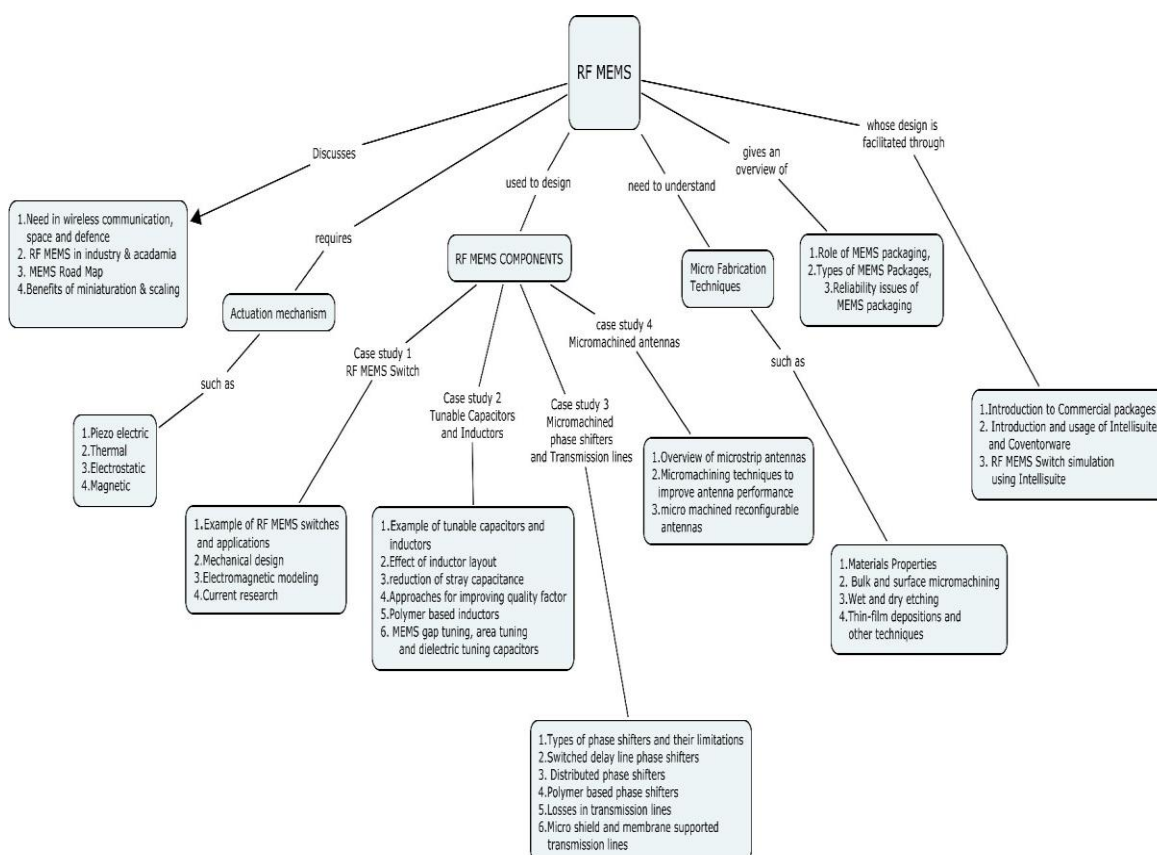 RF MEMS
whose design is
facilitated through
Discusses
gives an
overview of
used to design
need to understand
1.Need in wireless communication,
space and defence
2. RF MEMS in industry & acadamia
3. MEMS Road Map
4.Benefits of miniaturation & scaling
requires
RF MEMS COMPONENTS
Micro Fabrication
Techniques
1.Role of MEMS packaging,
2.Types of MEMS Packages,
3.Reliability issues of
MEMS packaging
Actuation mechanism
case study 4
Micromachined antennas
Case study 1
RF MEMS Switch
such as
such as
Case study 2
Tunable Capacitors
and Inductors
Case study 3
Micromachined
phase shifters
and Transmission lines
1.Introduction to Commercial packages
2. Introduction and usage of Intellisuite
and Coventorware
3. RF MEMS Switch simulation
using Intellisuite
1.Piezo electric
2.Thermal
3.Electrostatic
4.Magnetic
1.Overview of microstrip antennas
2.Micromachining techniques to
improve antenna performance
3.micro machined reconfigurable
antennas
1.Example of RF MEMS switches
and applications
2.Mechanical design
3.Electromagnetic modeling
4.Current research
1.Example of tunable capacitors and
inductors
2.Effect of inductor layout
3.reduction of stray capacitance
4.Approaches for improving quality factor
5.Polymer based inductors
6. MEMS gap tuning, area tuning
and dielectric tuning capacitors
1.Materials Properties
2. Bulk and surface micromachining
3.Wet and dry etching
4.Thin-film depositions and
other techniques
1.Types of phase shifters and their limitations
2.Switched delay line phase shifters
3. Distributed phase shifters
4.Polymer based phase shifters
5.Losses in transmission lines
6.Micro shield and membrane supported
transmission lines